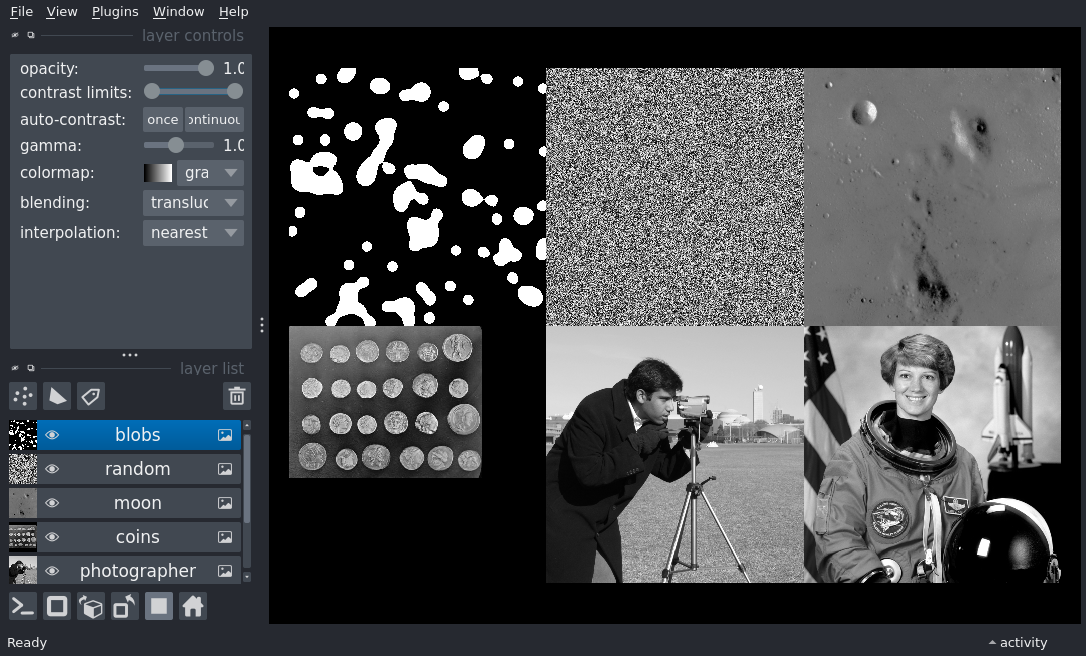 File View Plugins Window Help
layer controls
opacity: 1.0
contrast limits:
auto-contrast: once ontinuou
gamma: 1.0
colormap: gra
blending: transluc
interpolation: nearest
layer list
blobs
random
moon
coins
photographer
Ready
activity